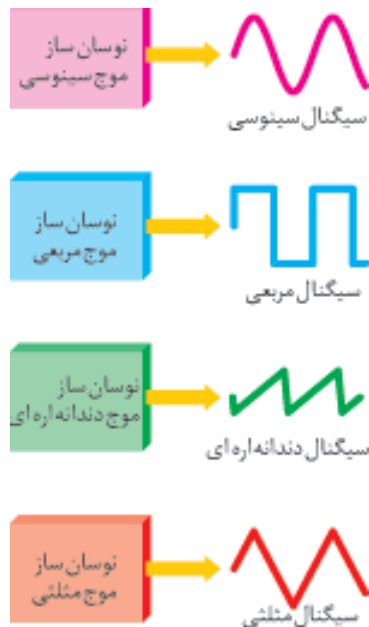 نوسان ساز
موج سینوسی
سیگنال سینوسی
نوسان ساز
موج مربعی
سیگنال مربعی
نوسان ساز
موج دندانه اره ای
سیگنال دندانه اره ای
نوسان ساز
موج مثلثی
سیگنال مثلثی